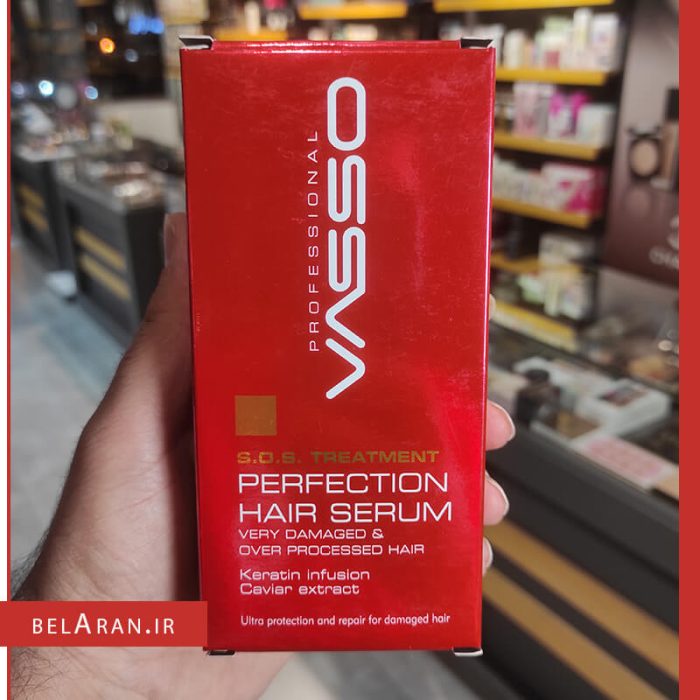 VASSO
PROFESSIONAL
S.O.S. TREATMENT
PERFECTION
HAIR SERUM
VERY DAMAGED &
OVER PROCESSED HAIR
Keratin infusion
Caviar extract
Ultra protection and repair for damaged hair
BELARAN.IR